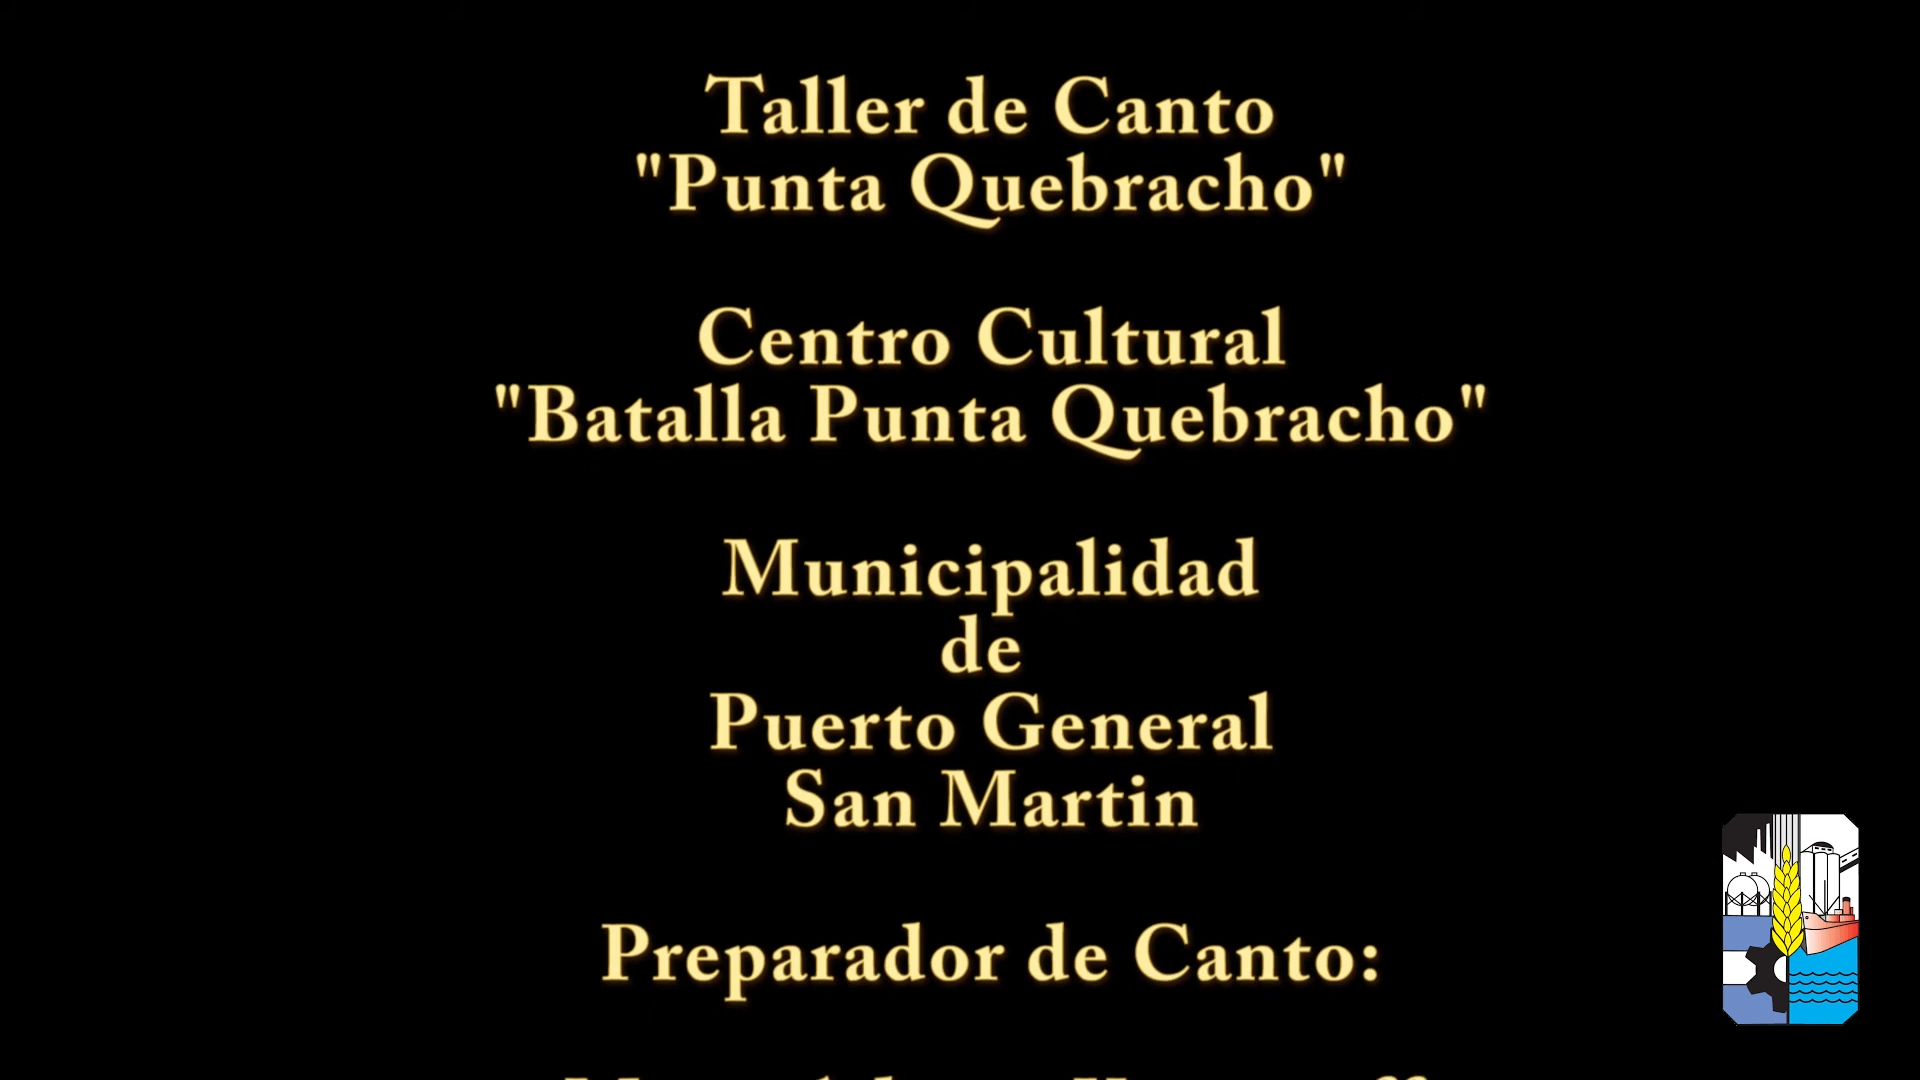 Taller de Canto
"Punta Quebracho"
Centro Cultural
"Batalla Punta Quebracho"
Municipalidad
de
Puerto General
San Martin
Preparador de Canto: